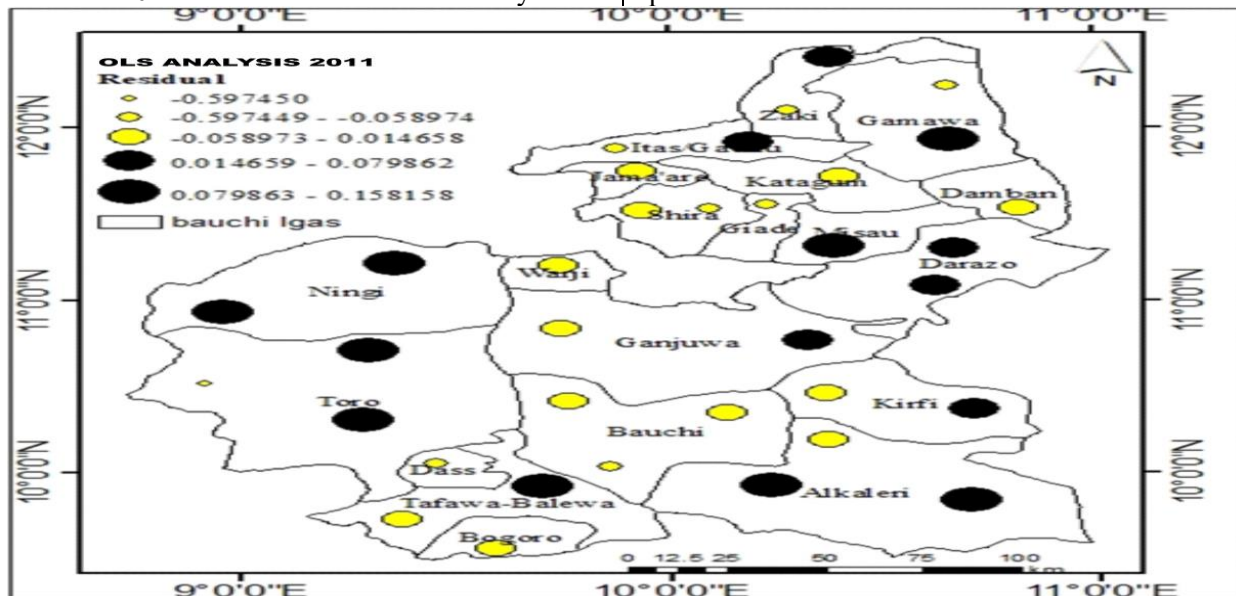 9°0'0"E 10°0'0"E 11°0'0"E
OLS ANALYSIS 2011
Residual
-0.597450
-0.597449 - -0.058974
-0.058973 - 0.014658
0.014659 - 0.079862
0.079863 - 0.158158
bauchi lgas
N
12°0'0"N 12°0'0"N
Zaki
Gamawa
Itas/Ga
Jama'are
Katagum
Damban
Shira
Giade
Misau
Darazo
Warji
Ningi
11°0'0"N 11°0'0"N
Ganjuwa
Toro
Kirfi
Bauchi
10°0'0"N 10°0'0"N
Dass
Alkaleri
Tafawa-Balewa
Bogoro
0 12.5 25 50 75 100
km
9°0'0"E 10°0'0"E 11°0'0"E